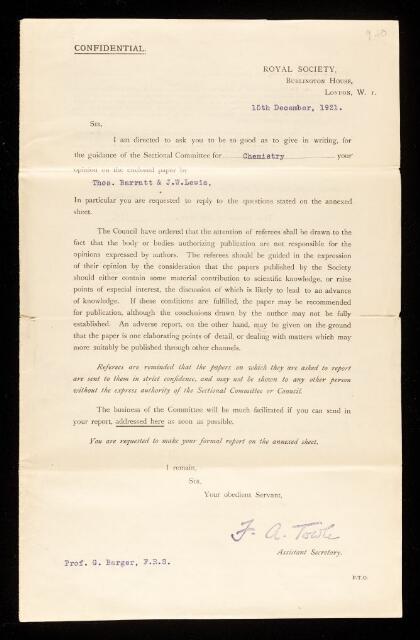 CONFIDENTIAL.
ROYAL SOCIETY,
BURLINGTON HOUSE,
LONDON, W. 1.
15th December, 1921.
SIR,
I am directed to ask you to be so good as to give in writing, for
the guidance of the Sectional Committee for Chemistry your
opinion on the enclosed paper by
Thos. Barratt & J.W.Lewis,
In particular you are requested to reply to the questions stated on the annexed
sheet.
The Council have ordered that the attention of referees shall be drawn to the
fact that the body or bodies authorizing publication are not responsible for the
opinions expressed by authors. The referees should be guided in the expression
of their opinion by the consideration that the papers published by the Society
should either contain some material contribution to scientific knowledge, or raise
points of especial interest, the discussion of which is likely to lead to an advance
of knowledge. If these conditions are fulfilled, the paper may be recommended
for publication, although the conclusions drawn by the author may not be fully
established. An adverse report, on the other hand, may be given on the ground
that the paper is one elaborating points of detail, or dealing with matters which may
more suitably be published through other channels.
Referees are reminded that the papers on which they are asked to report
are sent to them in strict confidence, and may not be shown to any other person
without the express authority of the Sectional Committee or Council.
The business of the Committee will be much facilitated if you can send in
your report, addressed here as soon as possible.
You are requested to make your formal report on the annexed sheet.
I remain,
SIR,
Your obedient Servant,
F. A. Towle
Assistant Secretary.
Prof. G. Barger, F.R.S.
P.T.O.